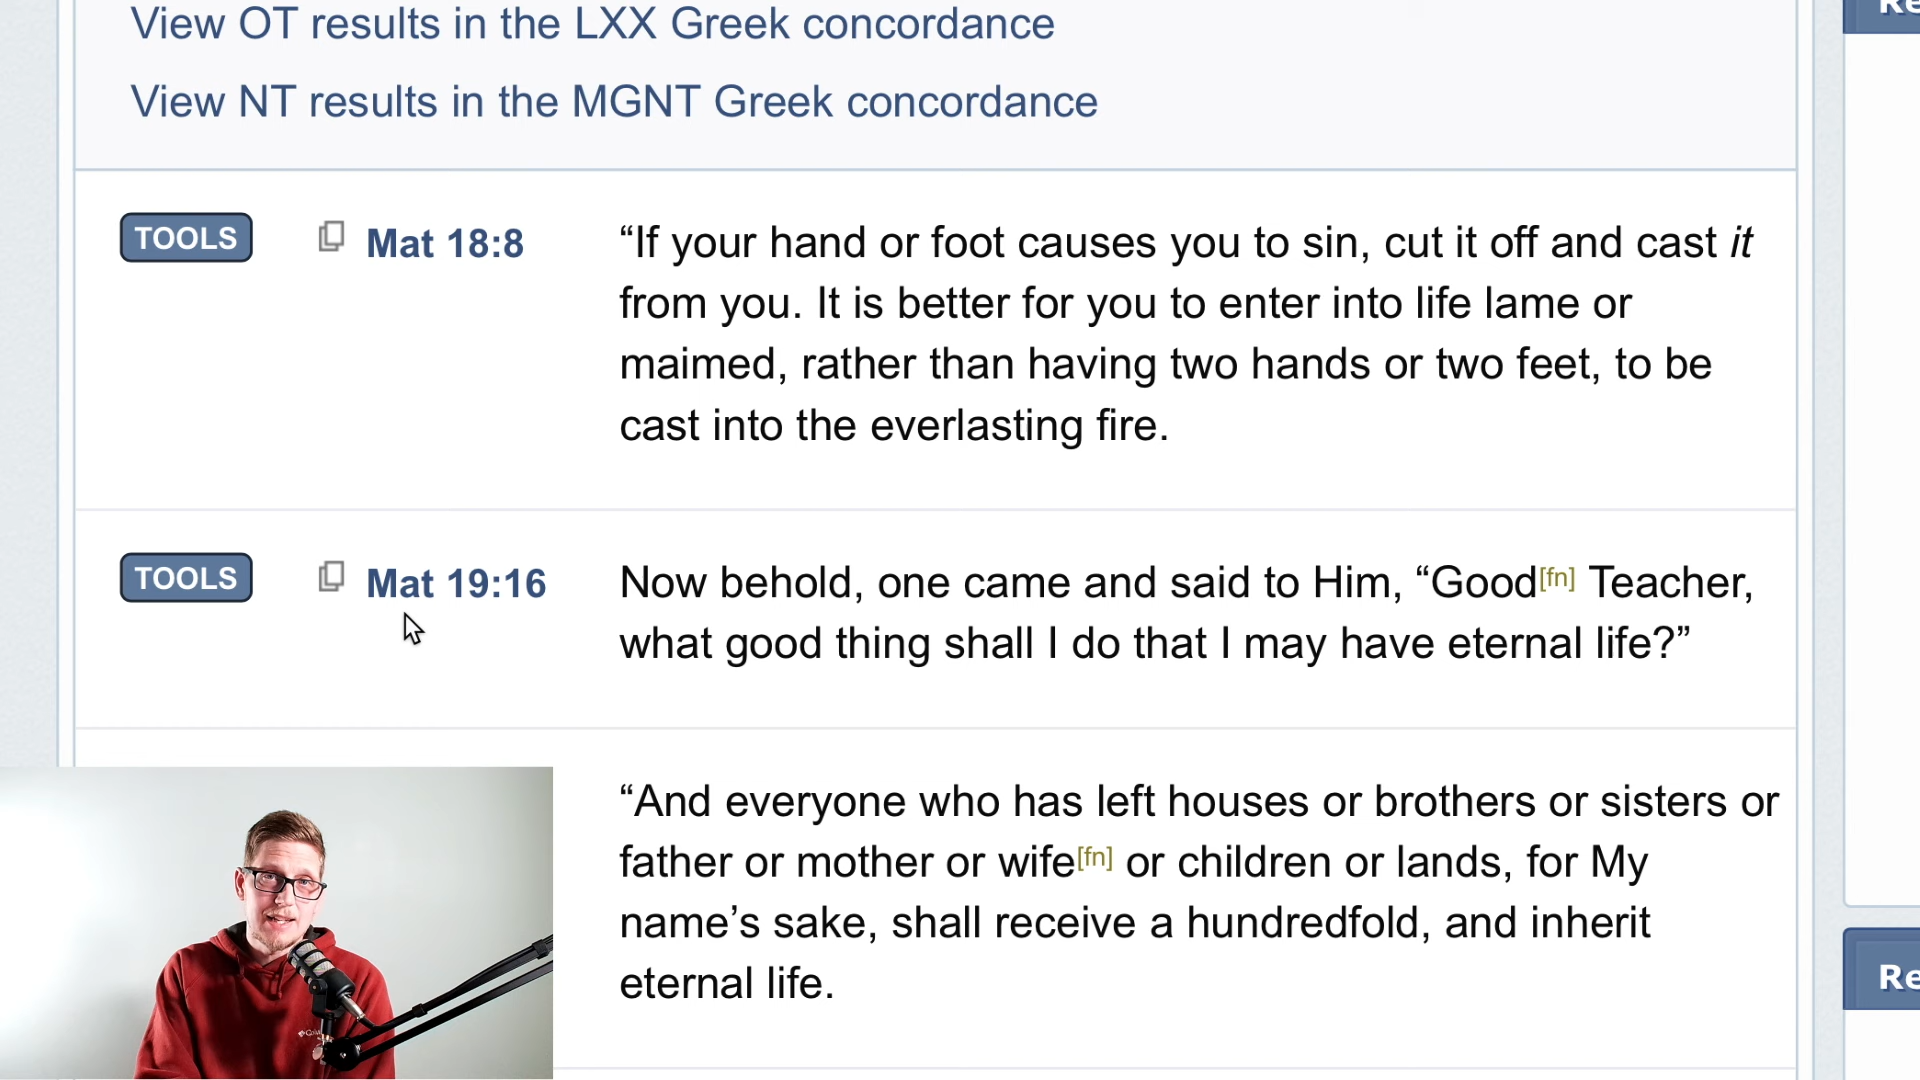 View OT results in the LXX Greek concordance
View NT results in the MGNT Greek concordance
TOOLS
Mat 18:8
“If your hand or foot causes you to sin, cut it off and cast it
from you. It is better for you to enter into life lame or
maimed, rather than having two hands or two feet, to be
cast into the everlasting fire.
TOOLS
Mat 19:16
Now behold, one came and said to Him, “Good[fn] Teacher,
what good thing shall I do that I may have eternal life?”
“And everyone who has left houses or brothers or sisters or
father or mother or wife[fn] or children or lands, for My
name’s sake, shall receive a hundredfold, and inherit
eternal life.